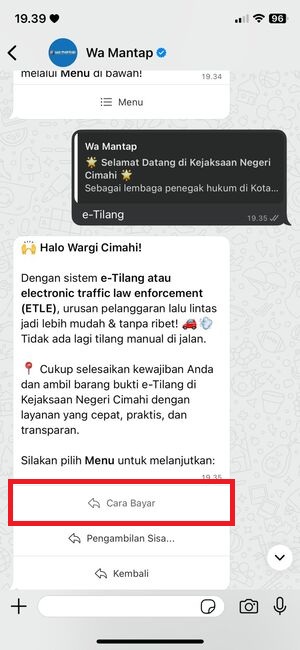 19.39
96
Wa Mantap
melalui Menu di bawah!
19.34
Menu
Wa Mantap
🌟 Selamat Datang di Kejaksaan Negeri
Cimahi 🌟
Sebagai lembaga penegak hukum di Kota...
e-Tilang
19.35
🙌 Halo Wargi Cimahi!
Dengan sistem e-Tilang atau
electronic traffic law enforcement
(ETLE), urusan pelanggaran lalu lintas
jadi lebih mudah & tanpa ribet! 🚗💨
Tidak ada lagi tilang manual di jalan.
📍 Cukup selesaikan kewajiban Anda
dan ambil barang bukti e-Tilang di
Kejaksaan Negeri Cimahi dengan
layanan yang cepat, praktis, dan
transparan.
Silakan pilih Menu untuk melanjutkan:
19.35
Cara Bayar
Pengambilan Sisa...
Kembali